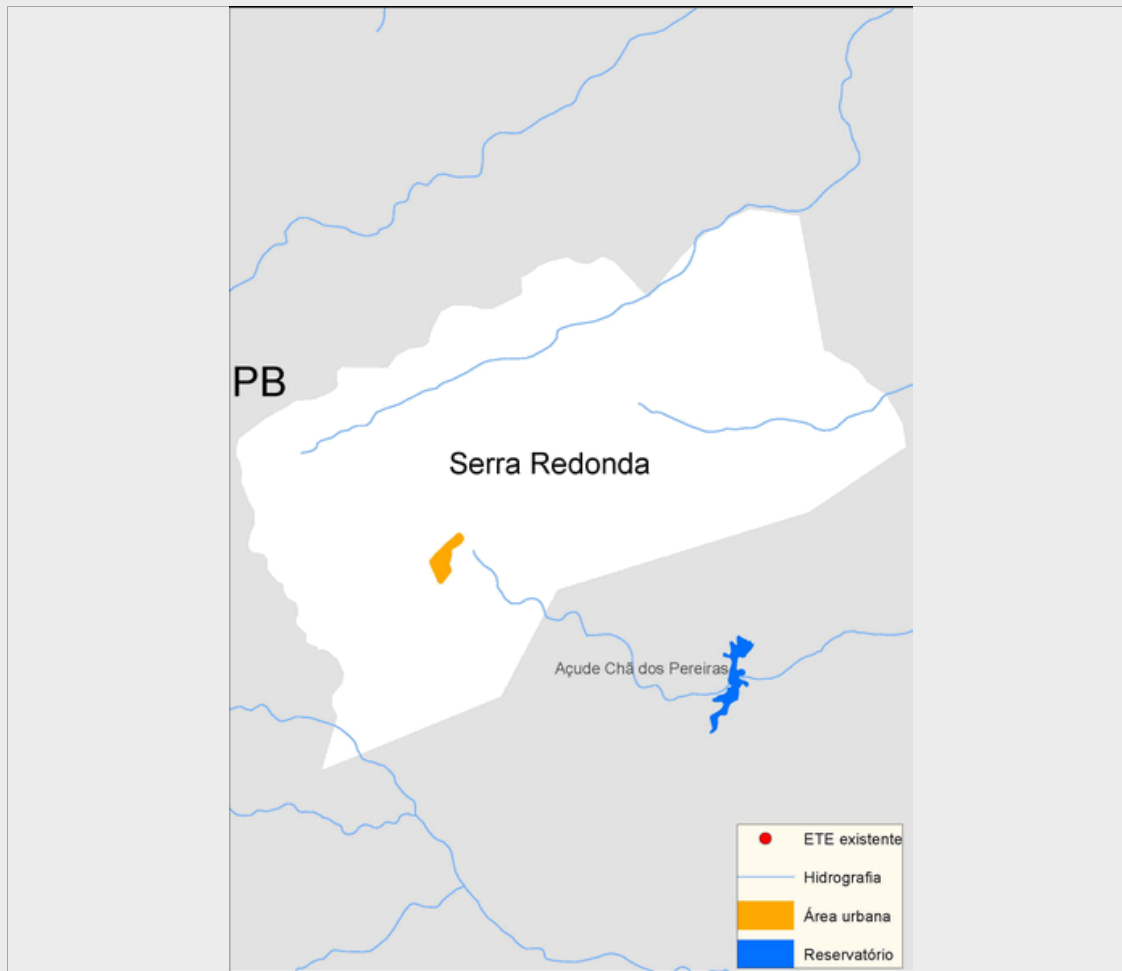 PB
Serra Redonda
Açude Chã dos Pereiras
ETE existente
Hidrografia
Área urbana
Reservatório